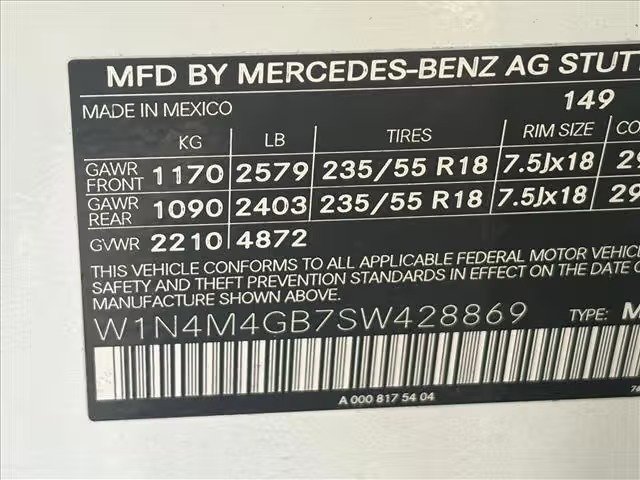 MFD BY MERCEDES-BENZ AG STUTT
MADE IN MEXICO 149
KG LB TIRES RIM SIZE CO
GAWR FRONT 1170 2579 235/55 R18 7.5Jx18 29
GAWR REAR 1090 2403 235/55 R18 7.5Jx18 29
GVWR 2210 4872
THIS VEHICLE CONFORMS TO ALL APPLICABLE FEDERAL MOTOR VEHICLE
SAFETY AND THEFT PREVENTION STANDARDS IN EFFECT ON THE DATE O
MANUFACTURE SHOWN ABOVE.
W1N4M4GB7SW428869 TYPE: M
A 000 817 54 04